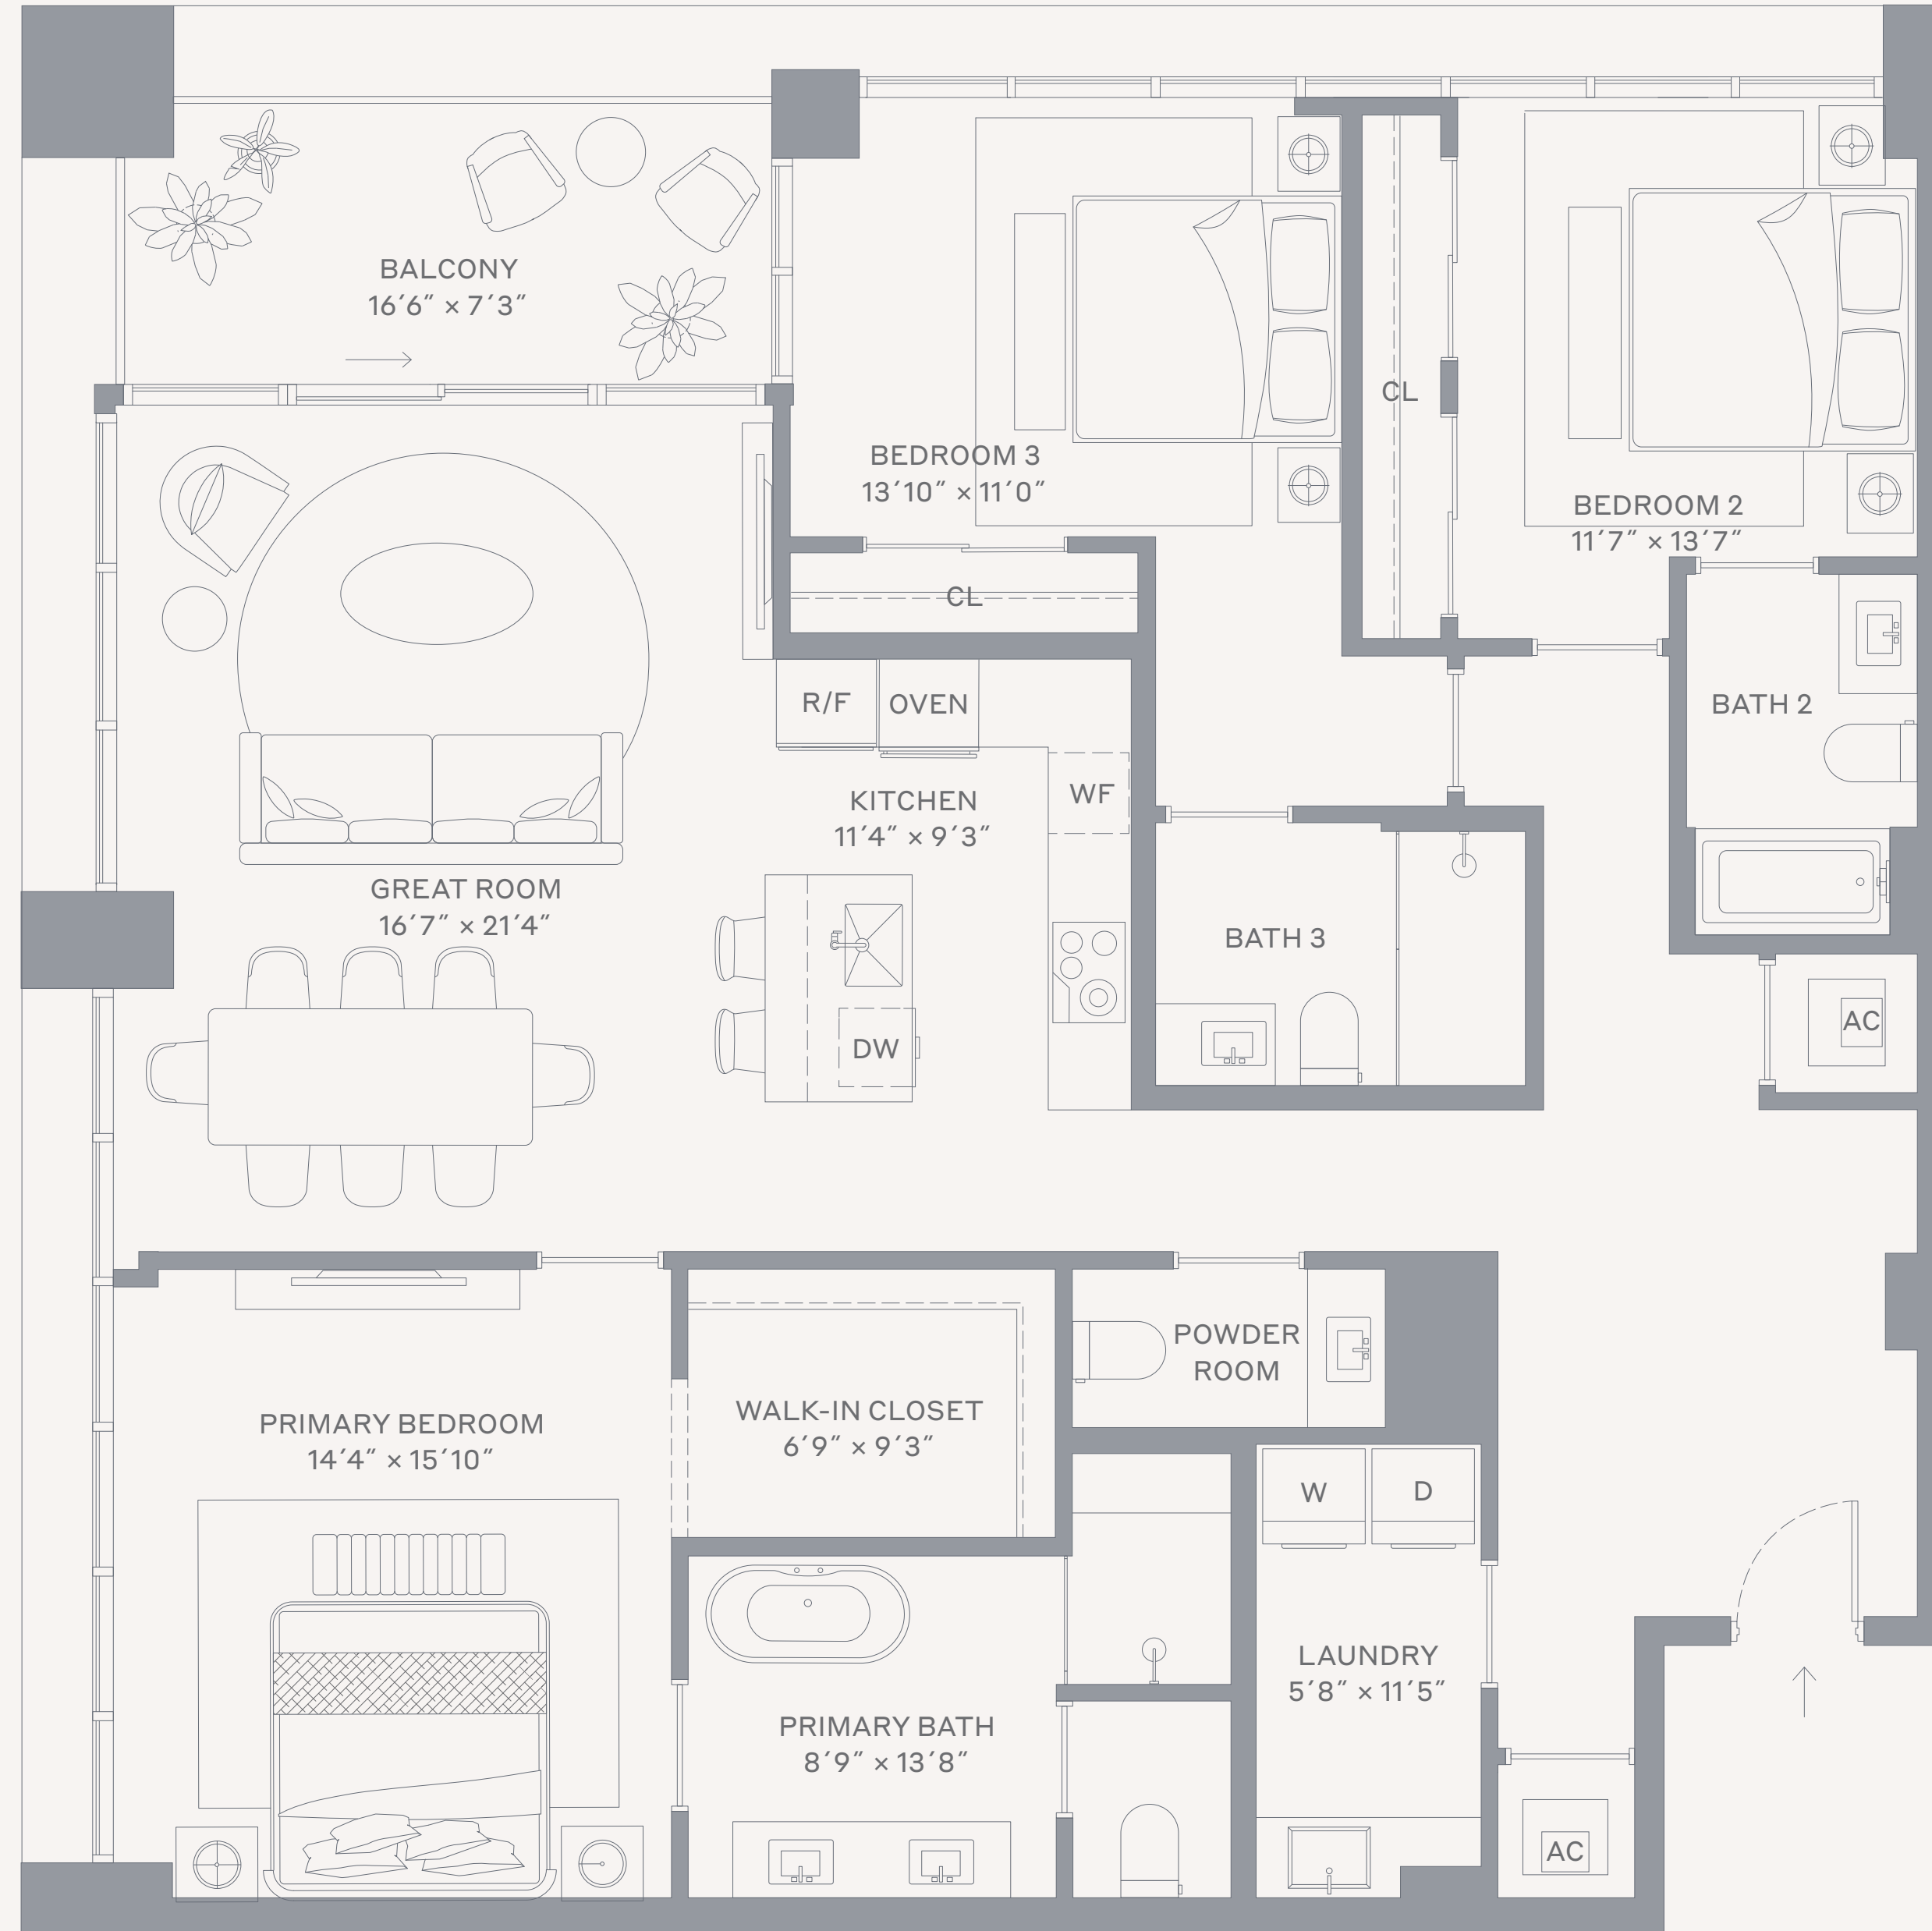 BALCONY
16′6″ × 7′3″
BEDROOM 3
13′10″ × 11′0″
CL
BEDROOM 2
11′7″ × 13′7″
CL
R/F
OVEN
BATH 2
WF
KITCHEN
11′4″ × 9′3″
GREAT ROOM
16′7″ × 21′4″
BATH 3
DW
AC
POWDER
ROOM
PRIMARY BEDROOM
14′4″ × 15′10″
WALK-IN CLOSET
6′9″ × 9′3″
W
D
LAUNDRY
5′8″ × 11′5″
PRIMARY BATH
8′9″ × 13′8″
AC